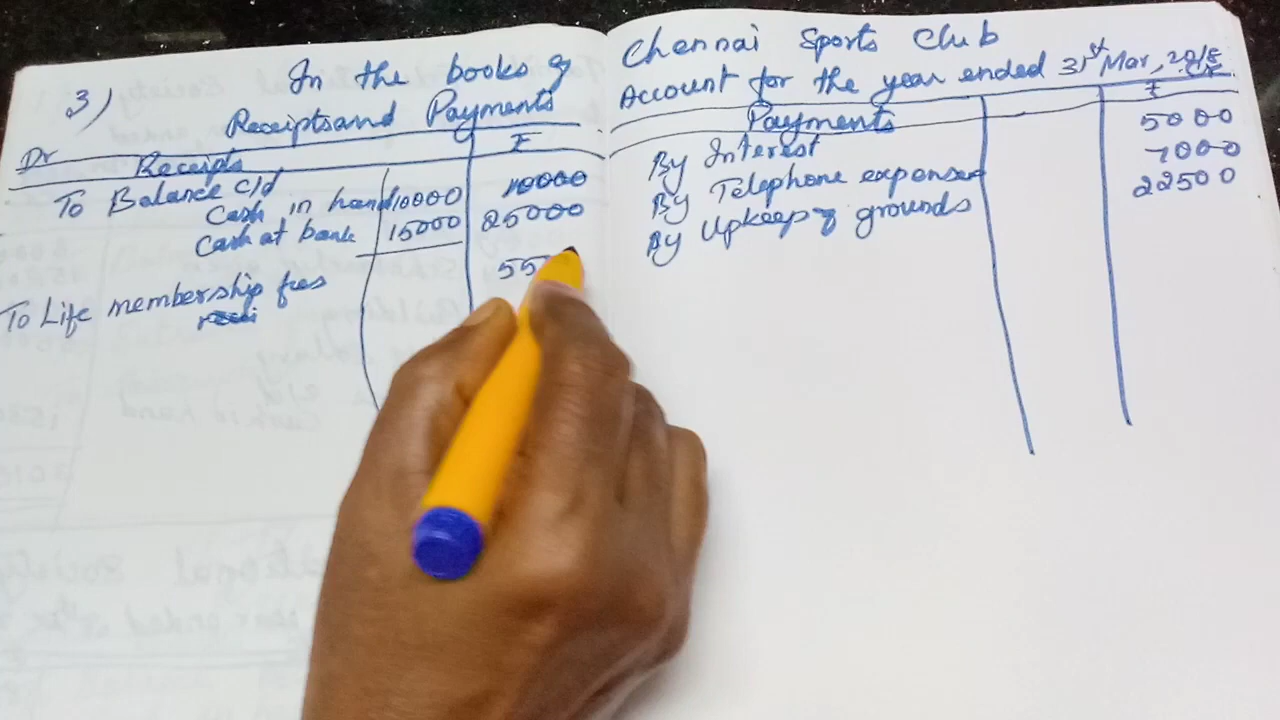 3) In the books of Chennai Sports Club
Receipts and Payments Account for the year ended 31st Mar, 2018
Dr Receipts ₹ Payments ₹ Cr
To Balance c/d
Cash in hand 10000 10000
Cash at bank 15000 25000
To Life membership fees 55
By Interest 5000
By Telephone expenses 7000
By Upkeep of grounds 22500